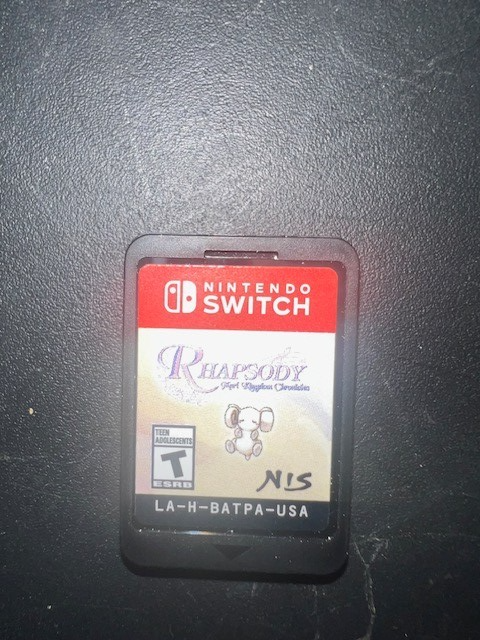 NINTENDO
SWITCH
RHAPSODY
Marl Kingdom Chronicles
TEEN
ADOLESCENTS
T
ESRB
NIS
LA-H-BATPA-USA